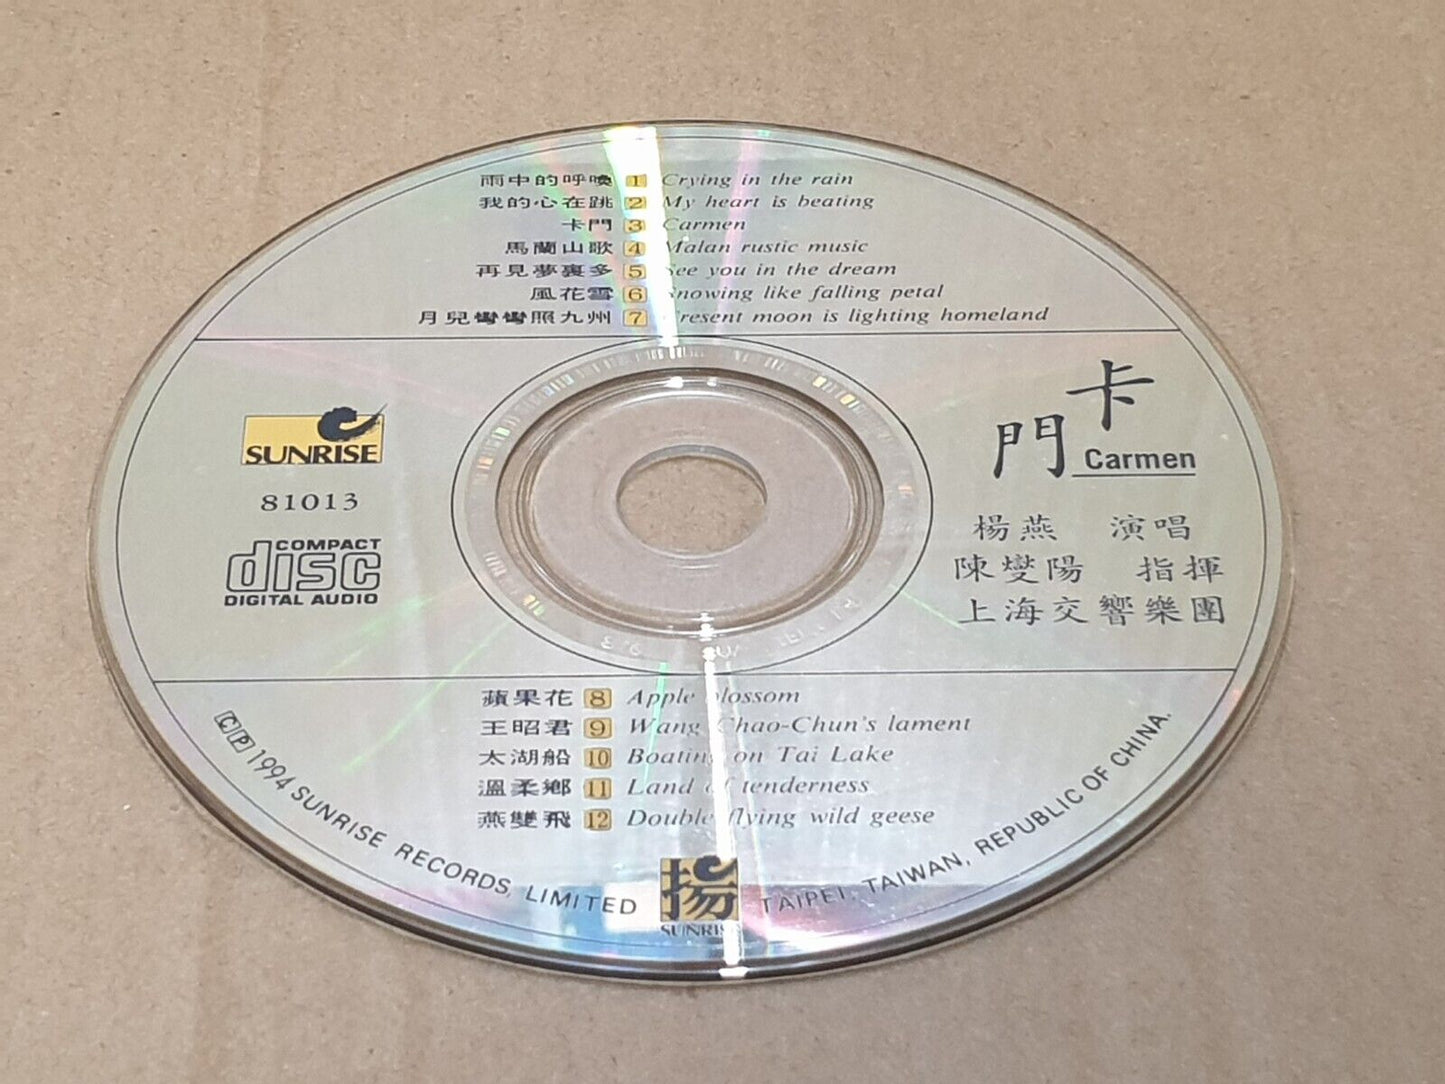 雨中的呼喚 1 Crying in the rain
我的心在跳 2 My heart is beating
卡門 3 Carmen
馬蘭山歌 4 Malan rustic music
再見夢裏多 5 See you in the dream
風花雪 6 Snowing like falling petal
月兒彎彎照九州 7 Cresent moon is lighting homeland
SUNRISE
81013
COMPACT
disc
DIGITAL AUDIO
卡門
Carmen
楊燕 演唱
陳燮陽 指揮
上海交響樂團
蘋果花 8 Apple blossom
王昭君 9 Wang Chao-Chun's lament
太湖船 10 Boating on Tai Lake
溫柔鄉 11 Land of tenderness
燕雙飛 12 Double flying wild geese
ⒸⓅ 1994 SUNRISE RECORDS, LIMITED
揚
SUNRISE
TAIPEI, TAIWAN, REPUBLIC OF CHINA.